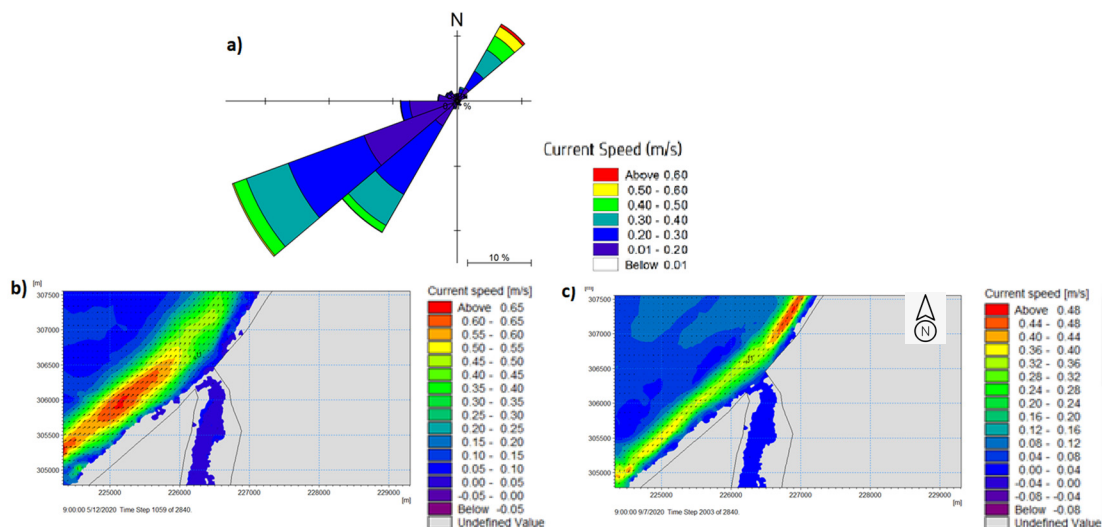 a)
N
%
10 %
Current Speed (m/s)
Above 0.60
0.50 - 0.60
0.40 - 0.50
0.30 - 0.40
0.20 - 0.30
0.01 - 0.20
Below 0.01
b)
[m]
307500
307000
306500
306000
305500
305000
225000
226000
227000
228000
229000
[m]
9:00:00 5/12/2020 Time Step 1059 of 2840.
Current speed [m/s]
Above 0.65
0.60 - 0.65
0.55 - 0.60
0.50 - 0.55
0.45 - 0.50
0.40 - 0.45
0.35 - 0.40
0.30 - 0.35
0.25 - 0.30
0.20 - 0.25
0.15 - 0.20
0.10 - 0.15
0.05 - 0.10
0.00 - 0.05
-0.05 - 0.00
Below -0.05
Undefined Value
c)
[m]
307500
307000
306500
306000
305500
305000
225000
226000
227000
228000
229000
[m]
N
9:00:00 9/7/2020 Time Step 2003 of 2840.
Current speed [m/s]
Above 0.48
0.44 - 0.48
0.40 - 0.44
0.36 - 0.40
0.32 - 0.36
0.28 - 0.32
0.24 - 0.28
0.20 - 0.24
0.16 - 0.20
0.12 - 0.16
0.08 - 0.12
0.04 - 0.08
0.00 - 0.04
-0.04 - 0.00
-0.08 - -0.04
Below -0.08
Undefined Value